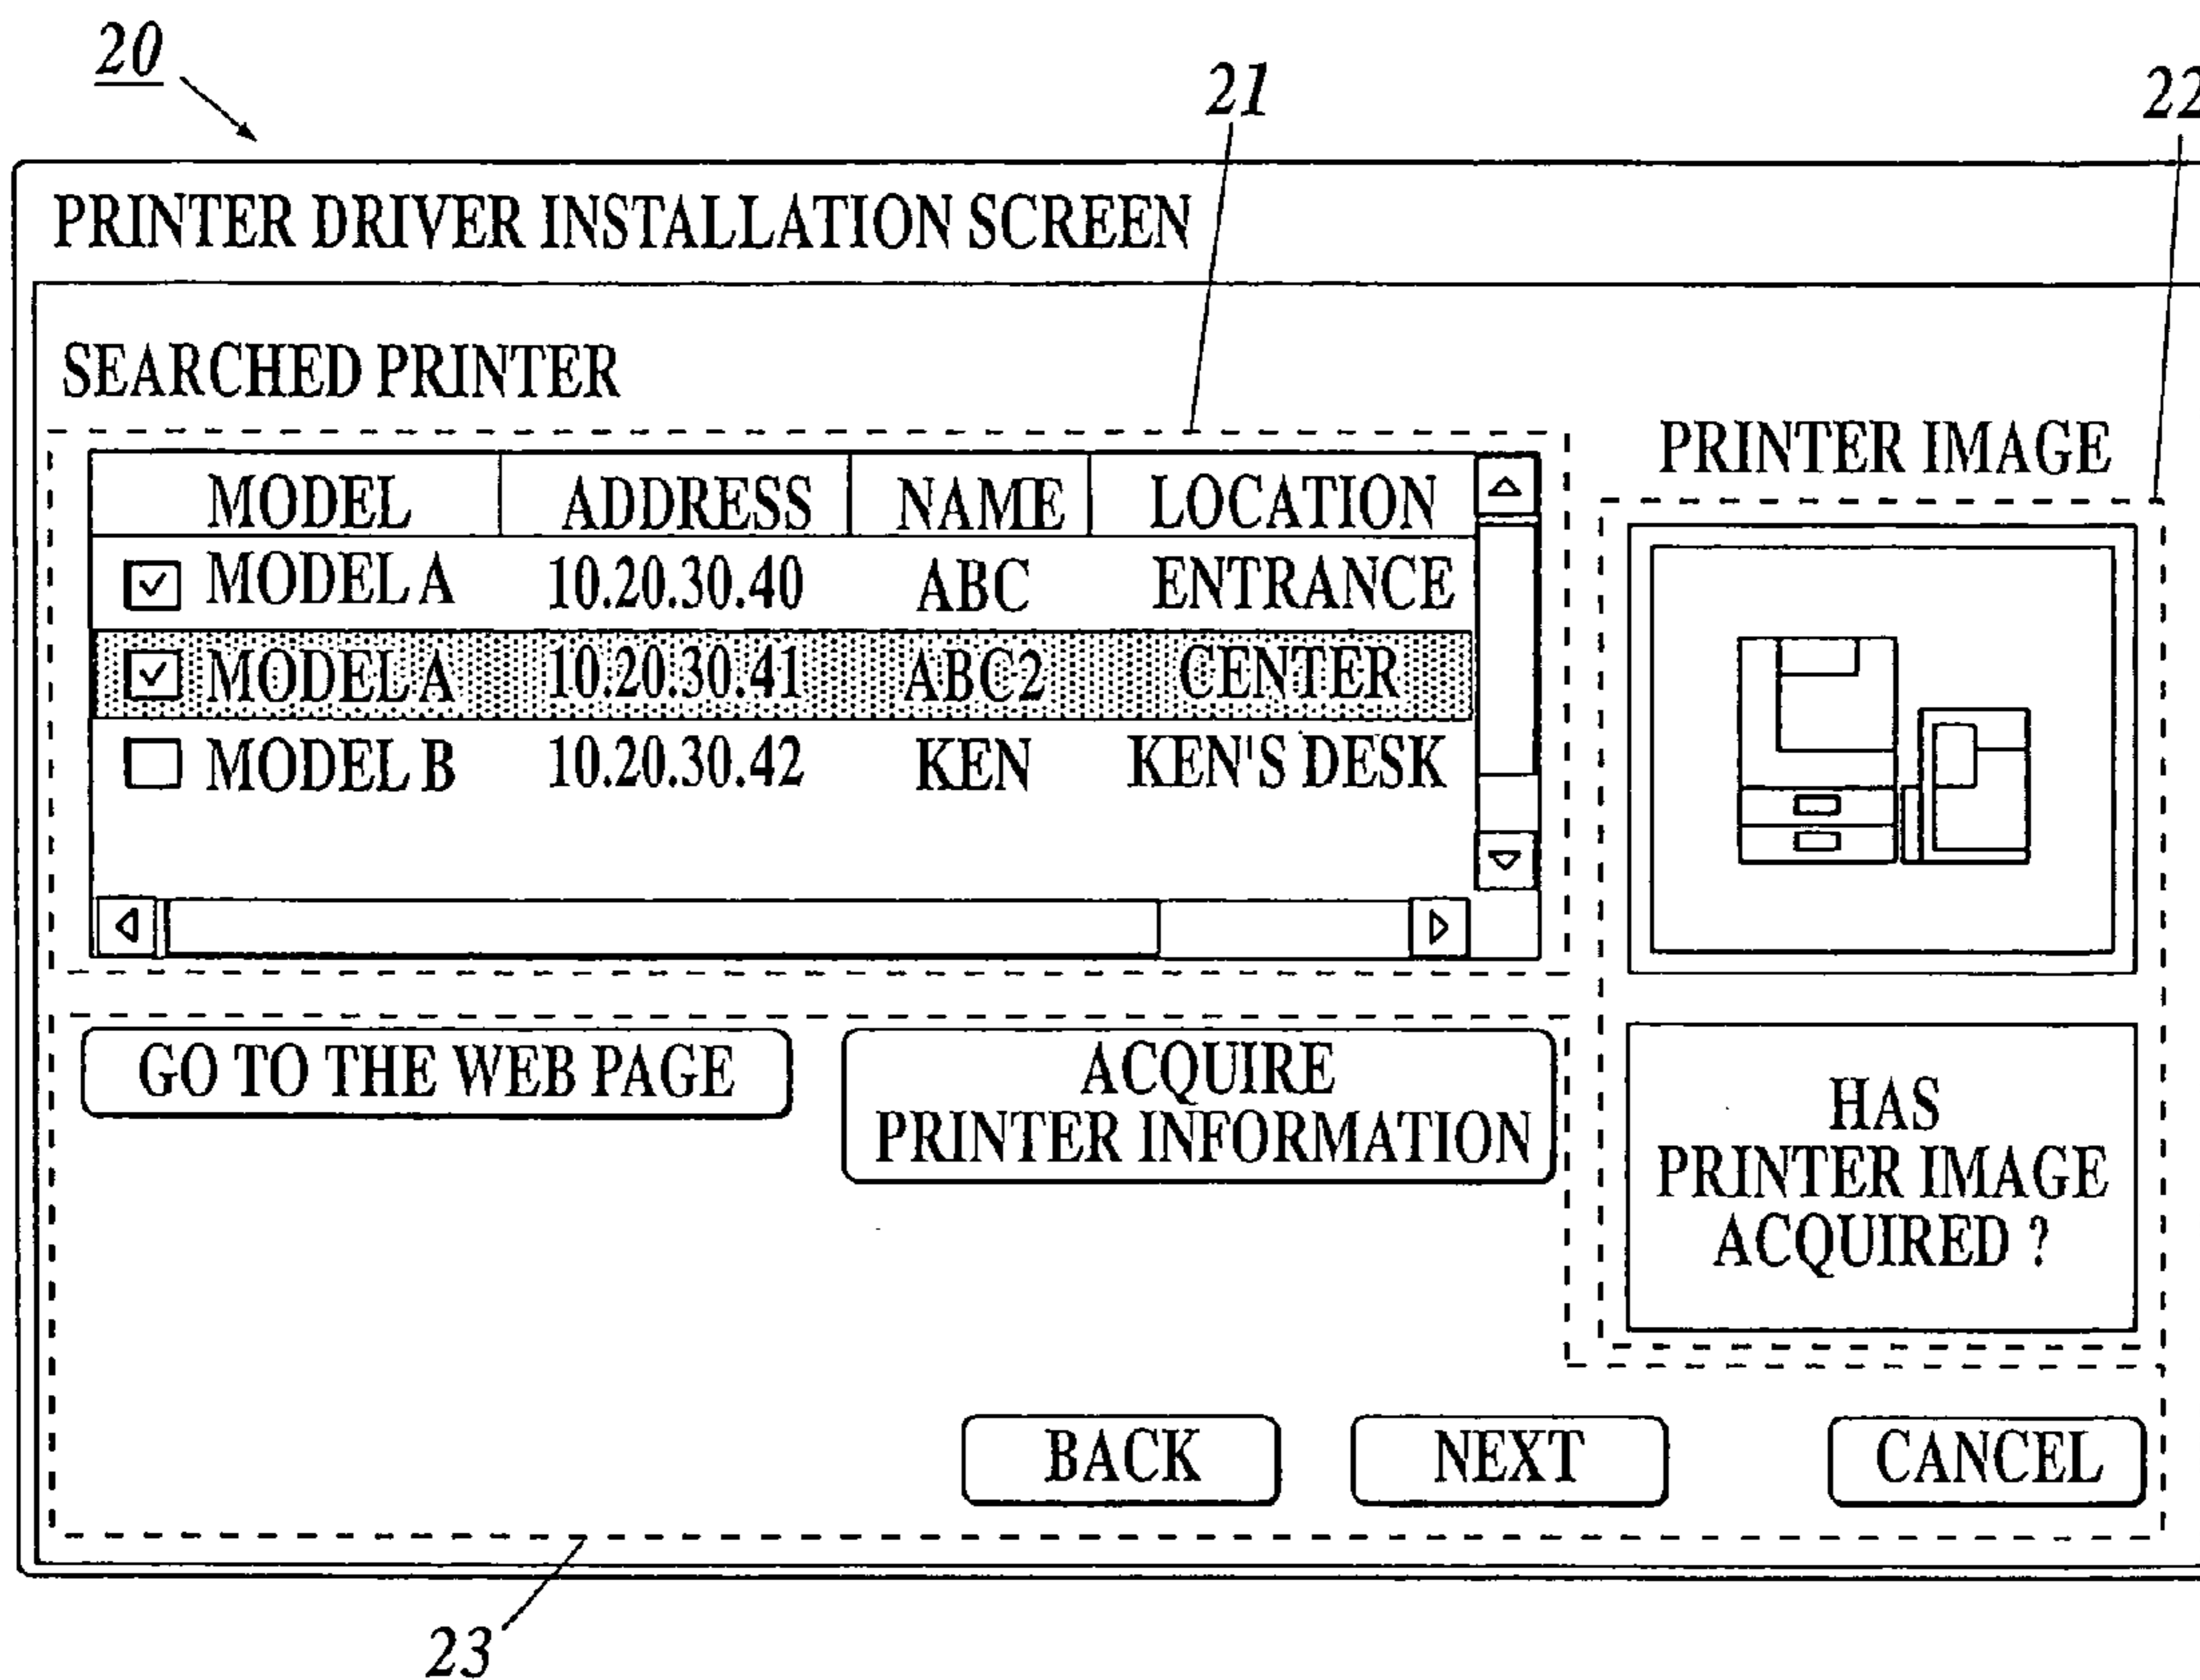 20
21
22
PRINTER DRIVER INSTALLATION SCREEN
SEARCHED PRINTER
PRINTER IMAGE
MODEL ADDRESS NAME LOCATION
MODEL A 10.20.30.40 ABC ENTRANCE
MODEL A 10.20.30.41 ABC2 CENTER
MODEL B 10.20.30.42 KEN KEN'S DESK
GO TO THE WEB PAGE
ACQUIRE
PRINTER INFORMATION
HAS
PRINTER IMAGE
ACQUIRED ?
BACK NEXT CANCEL
23